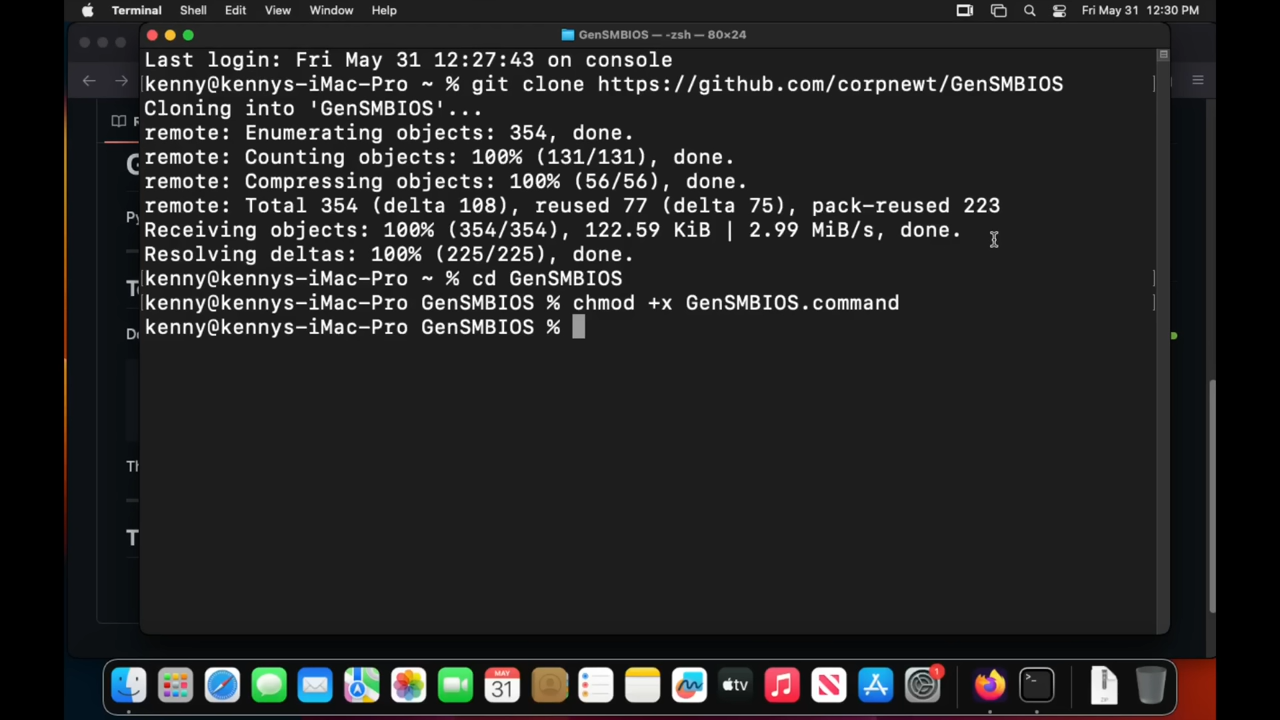 Terminal Shell Edit View Window Help Fri May 31 12:30 PM
GenSMBIOS — -zsh — 80×24
Last login: Fri May 31 12:27:43 on console
kenny@kennys-iMac-Pro ~ % git clone https://github.com/corpnewt/GenSMBIOS
Cloning into 'GenSMBIOS'...
remote: Enumerating objects: 354, done.
remote: Counting objects: 100% (131/131), done.
remote: Compressing objects: 100% (56/56), done.
remote: Total 354 (delta 108), reused 77 (delta 75), pack-reused 223
Receiving objects: 100% (354/354), 122.59 KiB | 2.99 MiB/s, done.
Resolving deltas: 100% (225/225), done.
kenny@kennys-iMac-Pro ~ % cd GenSMBIOS
kenny@kennys-iMac-Pro GenSMBIOS % chmod +x GenSMBIOS.command
kenny@kennys-iMac-Pro GenSMBIOS %
MAY
31
tv
1